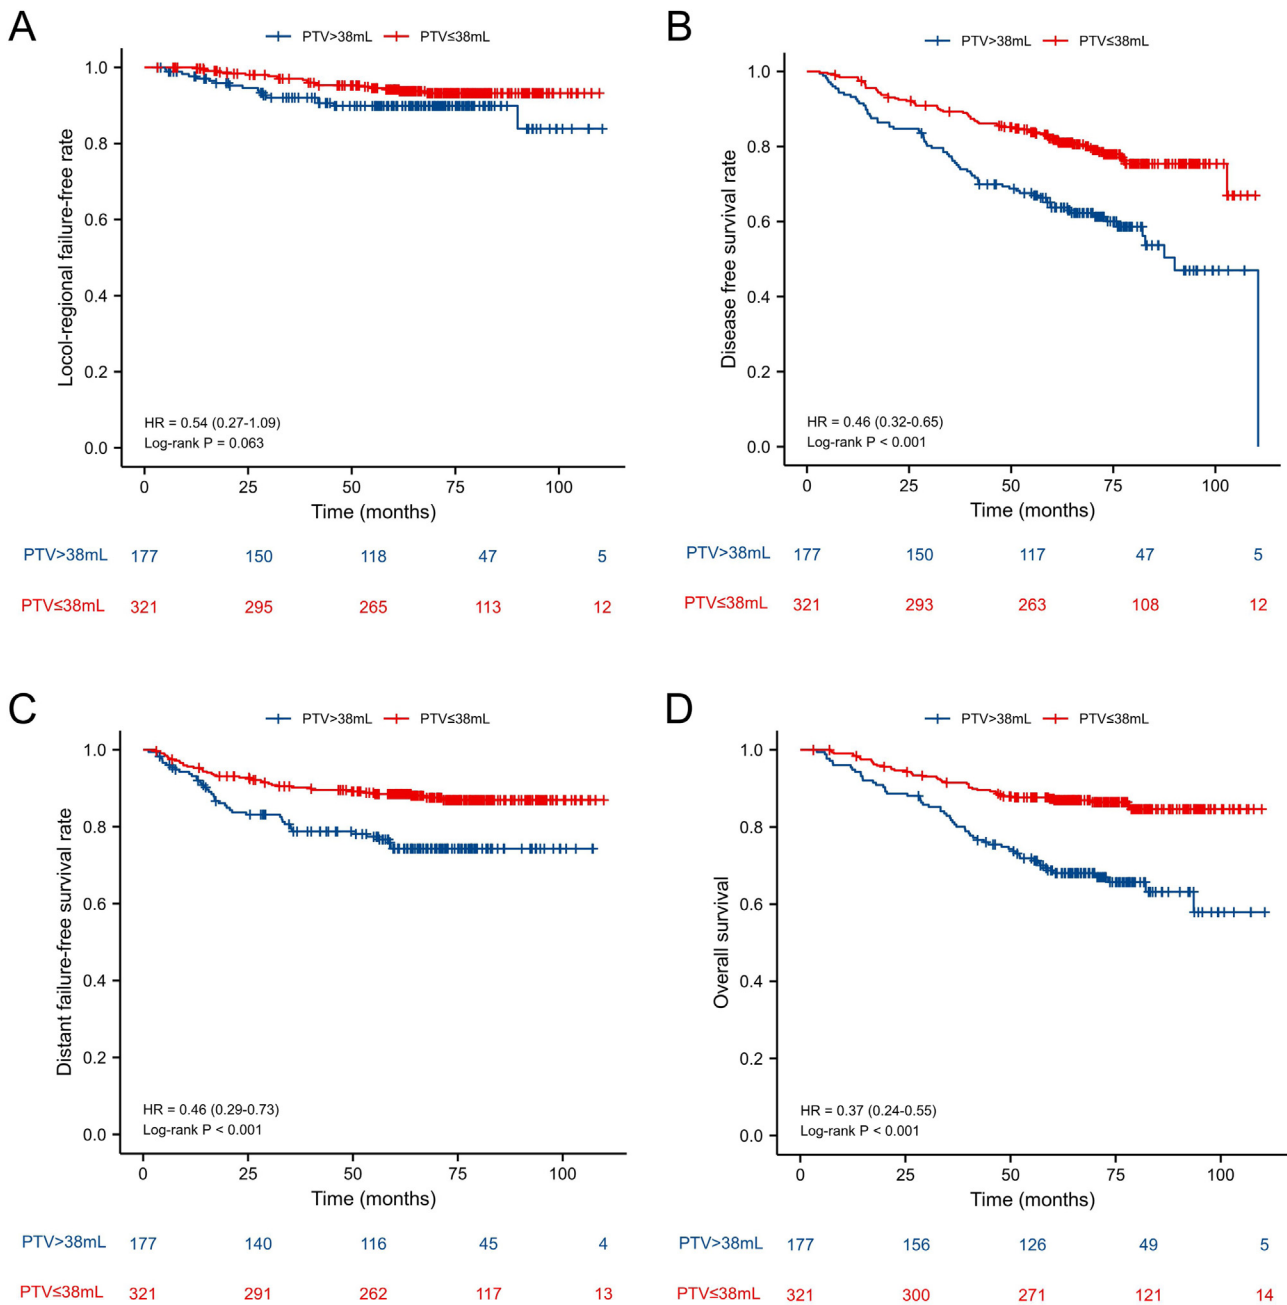 A
PTV>38mL PTV≤38mL
Locol-regional failure-free rate
1.0
0.8
0.6
0.4
0.2
0.0
HR = 0.54 (0.27-1.09)
Log-rank P = 0.063
0 25 50 75 100
Time (months)
PTV>38mL 177 150 118 47 5
PTV≤38mL 321 295 265 113 12
B
PTV>38mL PTV≤38mL
Disease free survival rate
1.0
0.8
0.6
0.4
0.2
0.0
HR = 0.46 (0.32-0.65)
Log-rank P < 0.001
0 25 50 75 100
Time (months)
PTV>38mL 177 150 117 47 5
PTV≤38mL 321 293 263 108 12
C
PTV>38mL PTV≤38mL
Distant failure-free survival rate
1.0
0.8
0.6
0.4
0.2
0.0
HR = 0.46 (0.29-0.73)
Log-rank P < 0.001
0 25 50 75 100
Time (months)
PTV>38mL 177 140 116 45 4
PTV≤38mL 321 291 262 117 13
D
PTV>38mL PTV≤38mL
Overall survival
1.0
0.8
0.6
0.4
0.2
0.0
HR = 0.37 (0.24-0.55)
Log-rank P < 0.001
0 25 50 75 100
Time (months)
PTV>38mL 177 156 126 49 5
PTV≤38mL 321 300 271 121 14